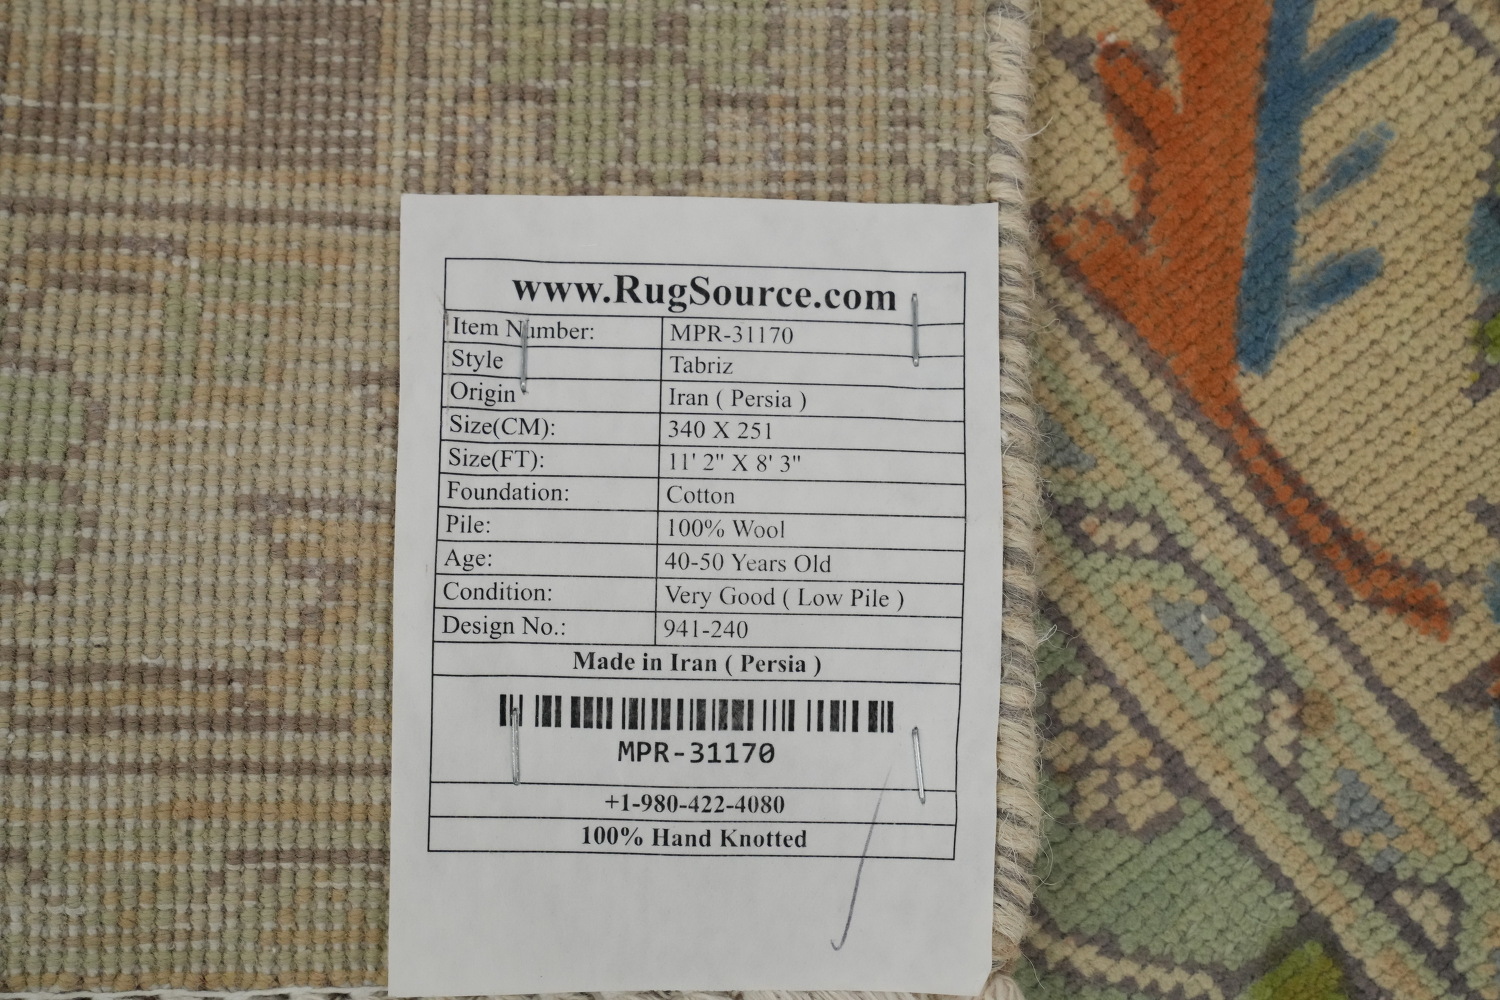 www.RugSource.com
Item Number: MPR-31170
Style Tabriz
Origin Iran ( Persia )
Size(CM): 340 X 251
Size(FT): 11' 2" X 8' 3"
Foundation: Cotton
Pile: 100% Wool
Age: 40-50 Years Old
Condition: Very Good ( Low Pile )
Design No.: 941-240
Made in Iran ( Persia )
MPR-31170
+1-980-422-4080
100% Hand Knotted